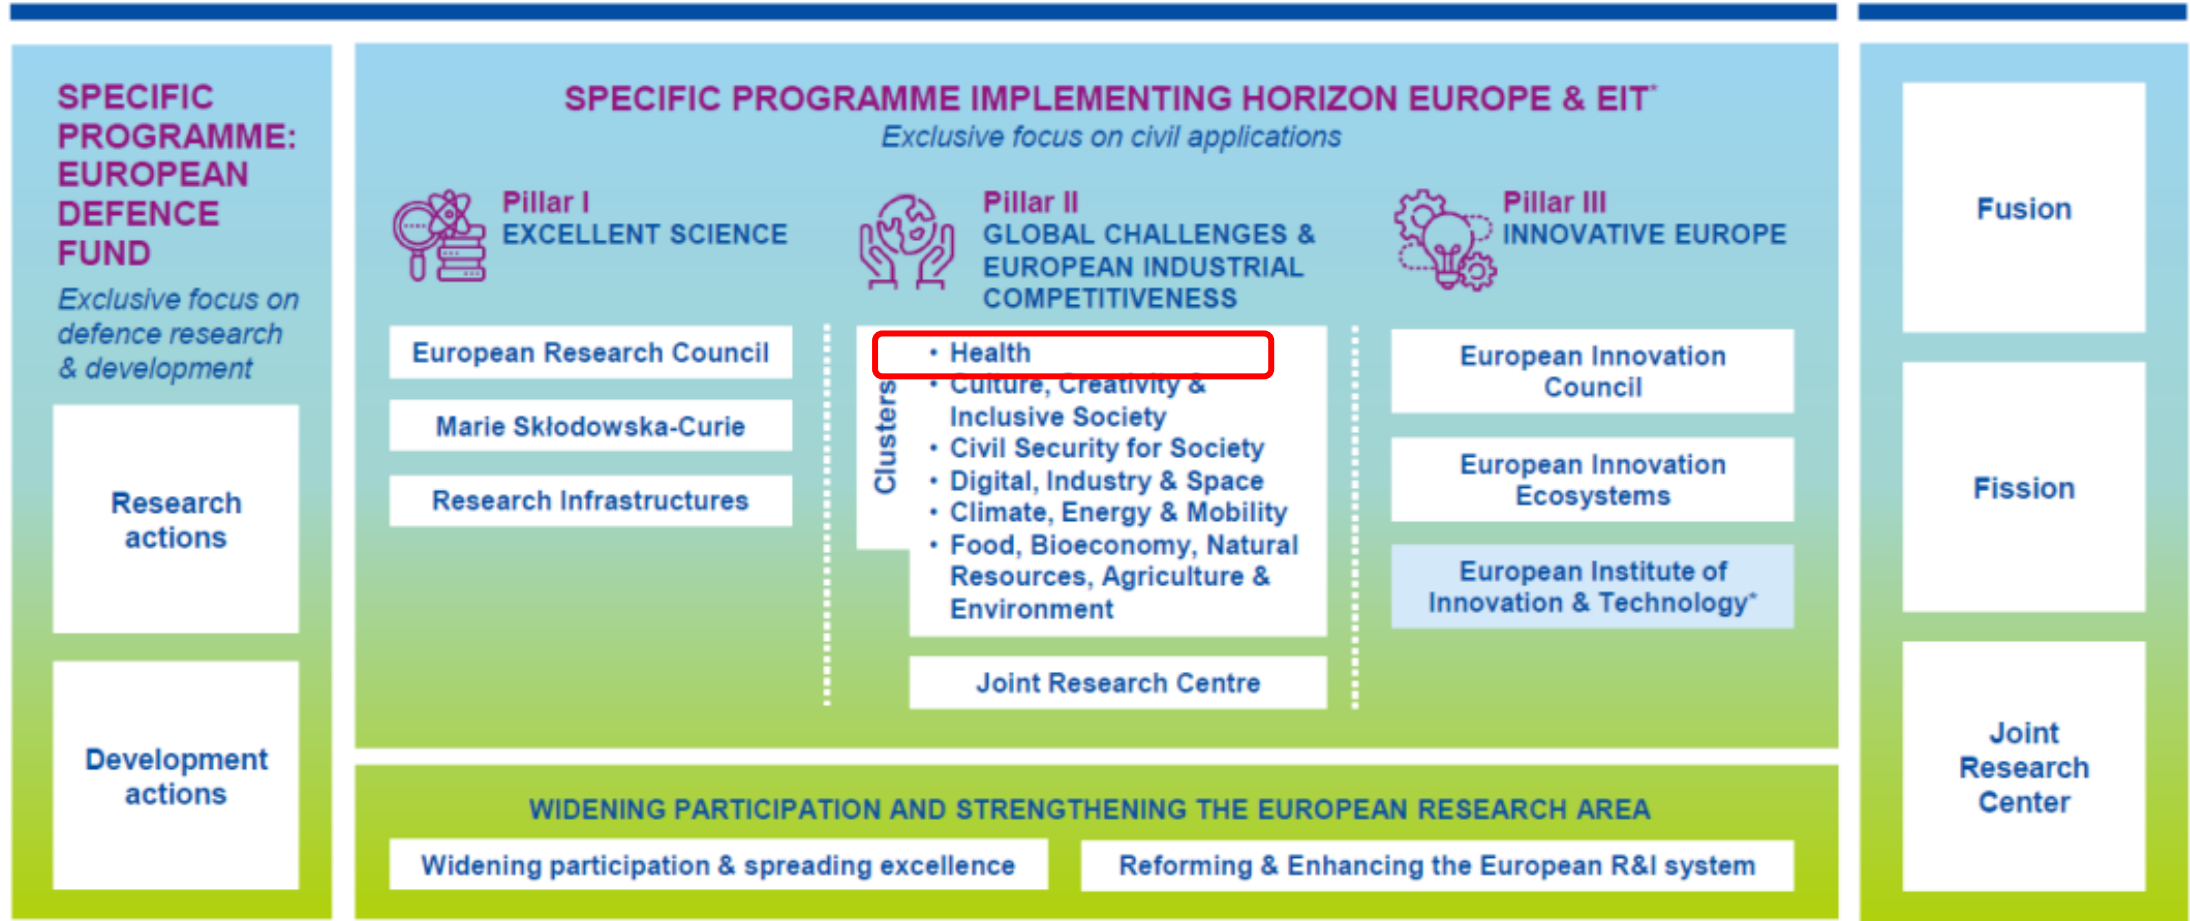 SPECIFIC
PROGRAMME:
EUROPEAN
DEFENCE
FUND
Exclusive focus on
defence research
& development
Research
actions
Development
actions
SPECIFIC PROGRAMME IMPLEMENTING HORIZON EUROPE & EIT*
Exclusive focus on civil applications
Pillar I
EXCELLENT SCIENCE
European Research Council
Marie Skłodowska-Curie
Research Infrastructures
Pillar II
GLOBAL CHALLENGES &
EUROPEAN INDUSTRIAL
COMPETITIVENESS
Clusters
• Health
• Culture, Creativity &
Inclusive Society
• Civil Security for Society
• Digital, Industry & Space
• Climate, Energy & Mobility
• Food, Bioeconomy, Natural
Resources, Agriculture &
Environment
Joint Research Centre
Pillar III
INNOVATIVE EUROPE
European Innovation
Council
European Innovation
Ecosystems
European Institute of
Innovation & Technology*
WIDENING PARTICIPATION AND STRENGTHENING THE EUROPEAN RESEARCH AREA
Widening participation & spreading excellence
Reforming & Enhancing the European R&I system
Fusion
Fission
Joint
Research
Center